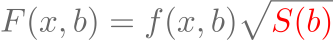 F(x, b) = f(x, b)√S(b)